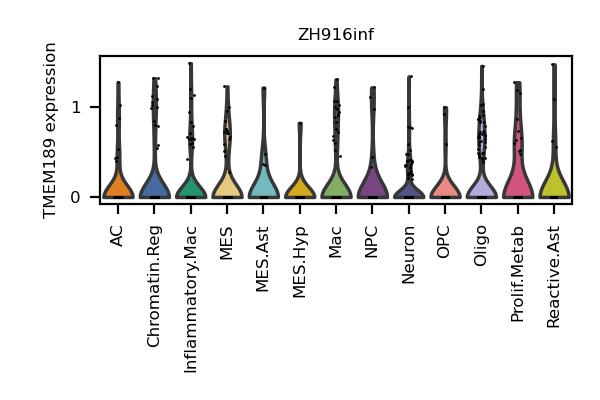 ZH916inf
TMEM189 expression
1
0
AC
Chromatin.Reg
Inflammatory.Mac
MES
MES.Ast
MES.Hyp
Mac
NPC
Neuron
OPC
Oligo
Prolif.Metab
Reactive.Ast